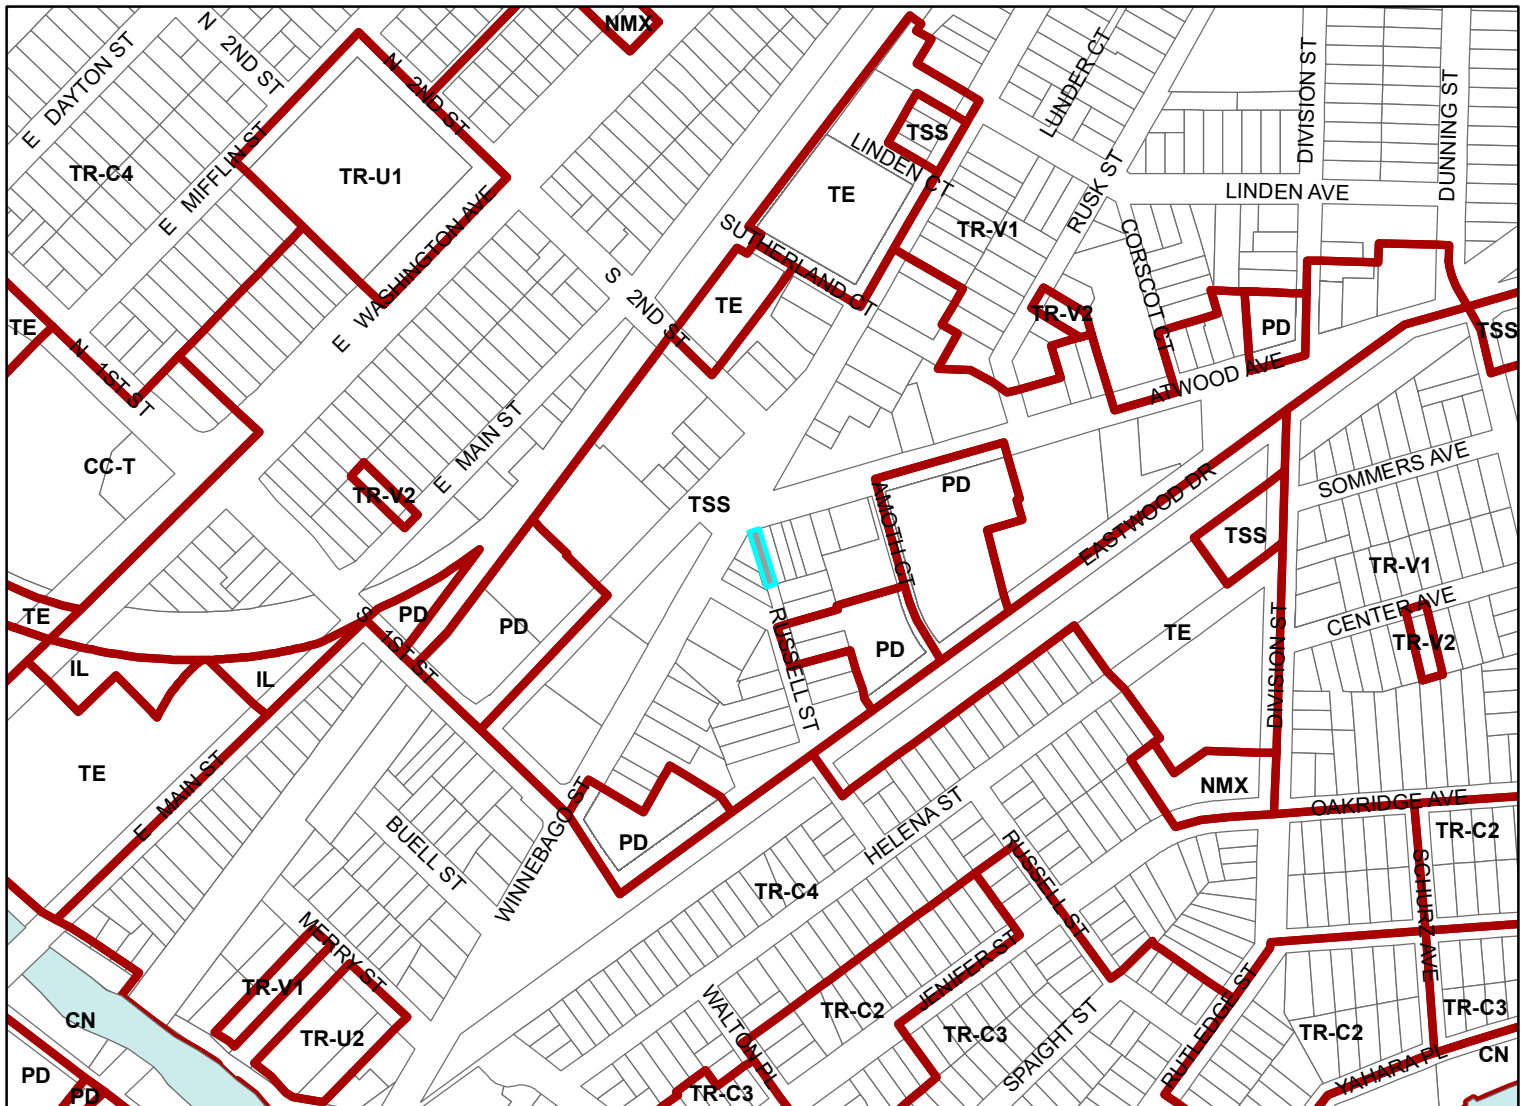 NMX
N 2ND ST
E DAYTON ST
N 2ND ST
LUNDER CT
DIVISION ST
DUNNING ST
TSS
TR-C4
E MIFFLIN ST
TR-U1
LINDEN CT
TE
RUSK ST
LINDEN AVE
TR-V1
SUTHERLAND CT
CORSCOT CT
E WASHINGTON AVE
S 2ND ST
TE
TR-V2
PD
TSS
TE
N 1ST ST
ATWOOD AVE
E MAIN ST
CC-T
TR-V2
TSS
PD
AMOTH CT
EASTWOOD DR
SOMMERS AVE
TSS
TR-V1
TE
S 1ST ST
PD
PD
RUSSELL ST
PD
TE
DIVISION ST
CENTER AVE
TR-V2
IL
IL
TE
E MAIN ST
WINNEBAGO ST
NMX
OAKRIDGE AVE
BUELL ST
PD
HELENA ST
TR-C4
RUSSELL ST
TR-C2
SCHURZ AVE
MERRY ST
TR-V1
TR-U2
CN
WALTON PL
TR-C2
JENIFER ST
TR-C3
SPAIGHT ST
RUTLEDGE ST
TR-C2
TR-C3
YAHARA PL
CN
PD
PD
TR-C3